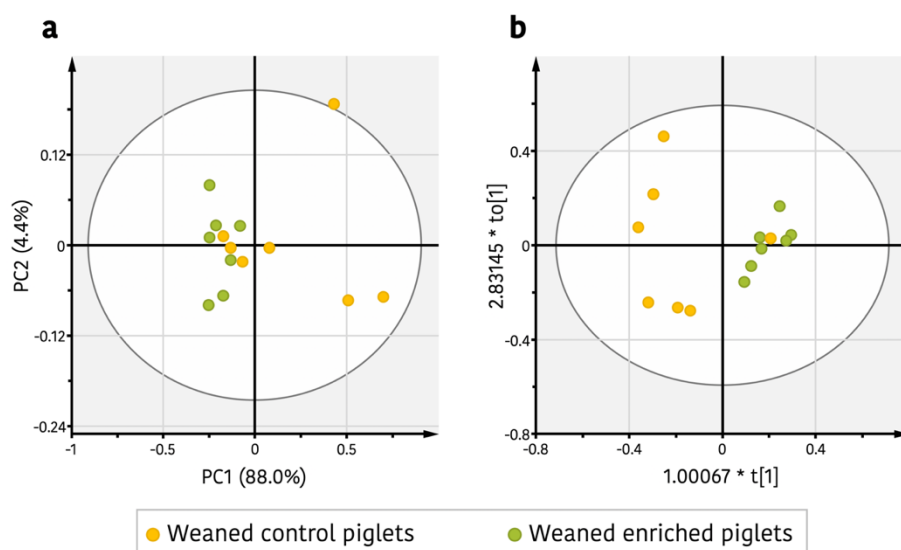 a
b
PC2 (4.4%)
0.12
0
-0.12
-0.24
-1
-0.5
0
0.5
PC1 (88.0%)
2.83145 * to[1]
0.4
0
-0.4
-0.8
-0.8
-0.4
0
0.4
1.00067 * t[1]
Weaned control piglets
Weaned enriched piglets